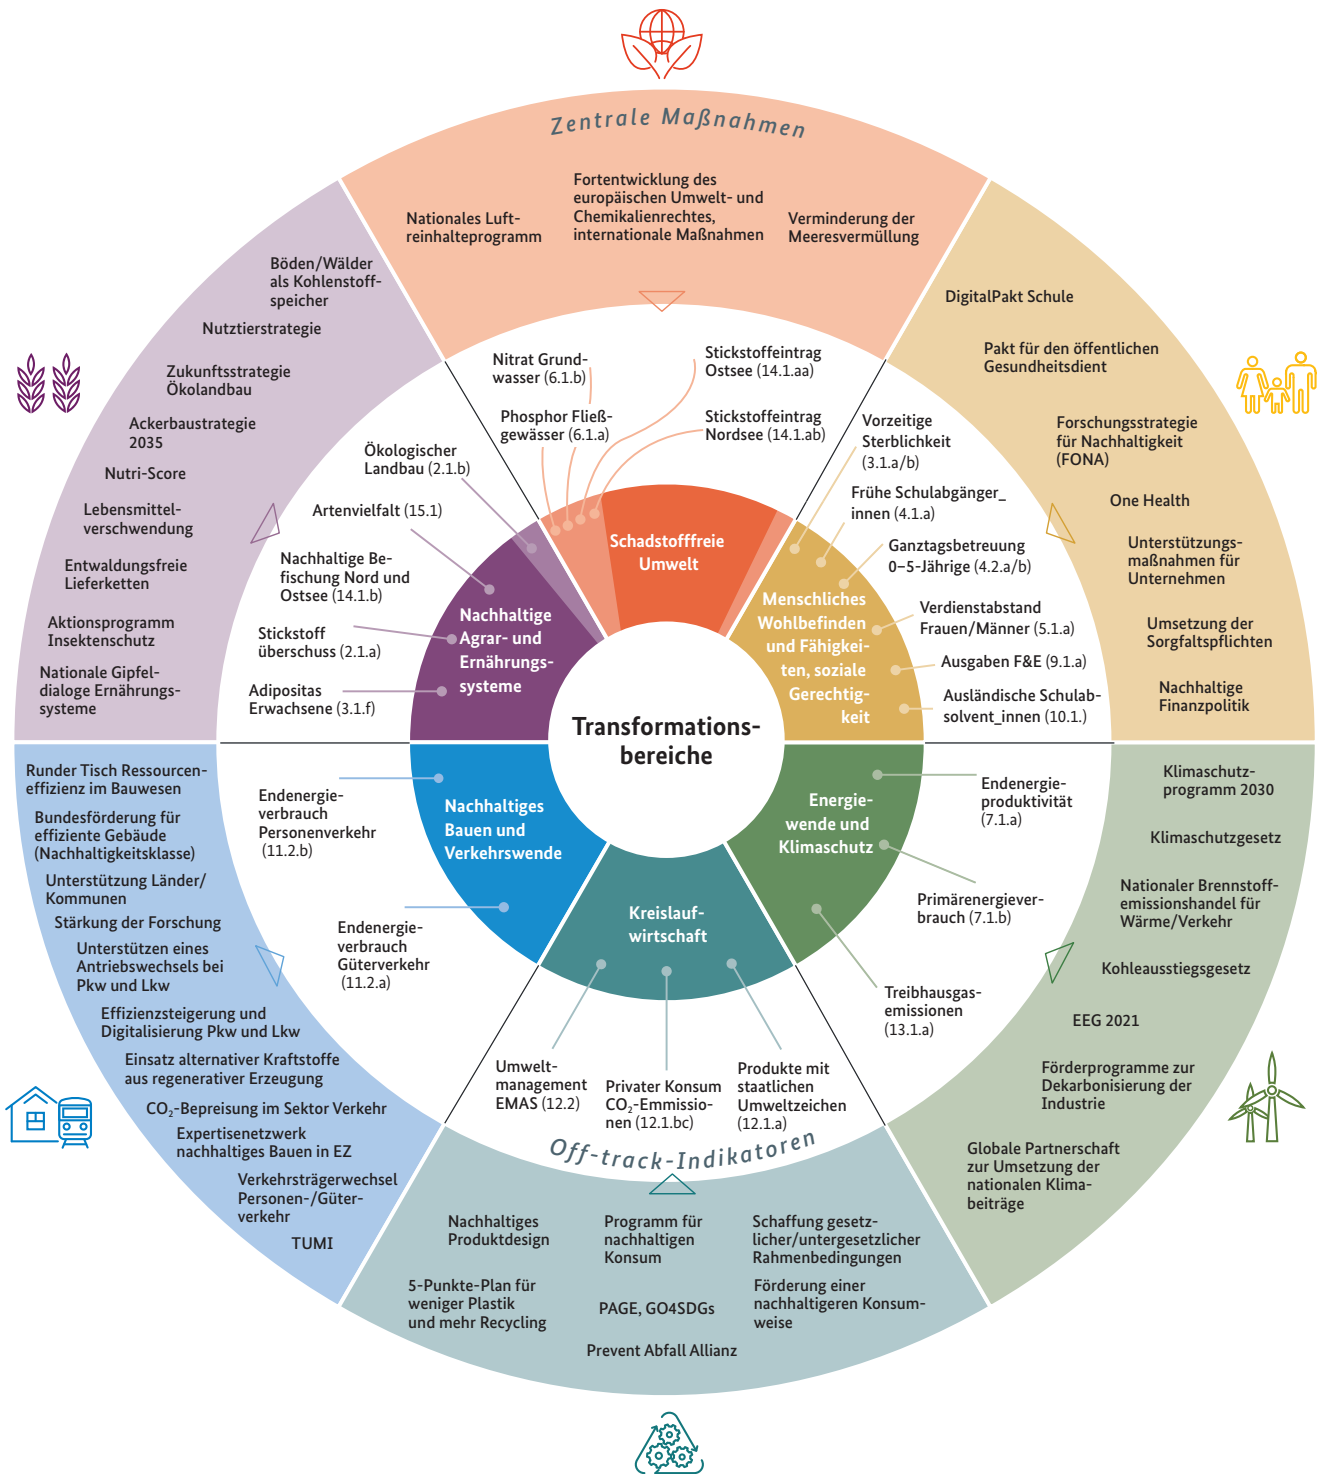 Zentrale Maßnahmen
Nationales Luft-
reinhalteprogramm
Fortentwicklung des
europäischen Umwelt- und
Chemikalienrechtes,
internationale Maßnahmen
Verminderung der
Meeresvermüllung
DigitalPakt Schule
Pakt für den öffentlichen
Gesundheitsdient
Forschungsstrategie
für Nachhaltigkeit
(FONA)
One Health
Unterstützungs-
maßnahmen für
Unternehmen
Umsetzung der
Sorgfaltspflichten
Nachhaltige
Finanzpolitik
Klimaschutz-
programm 2030
Klimaschutzgesetz
Nationaler Brennstoff-
emissionshandel für
Wärme/Verkehr
Kohleausstiegsgesetz
EEG 2021
Förderprogramme zur
Dekarbonisierung der
Industrie
Globale Partnerschaft
zur Umsetzung der
nationalen Klima-
beiträge
Schaffung gesetz-
licher/untergesetzlicher
Rahmenbedingungen
Förderung einer
nachhaltigeren Konsum-
weise
Programm für
nachhaltigen
Konsum
PAGE, GO4SDGs
Prevent Abfall Allianz
Nachhaltiges
Produktdesign
5-Punkte-Plan für
weniger Plastik
und mehr Recycling
Runder Tisch Ressourcen-
effizienz im Bauwesen
Bundesförderung für
effiziente Gebäude
(Nachhaltigkeitsklasse)
Unterstützung Länder/
Kommunen
Stärkung der Forschung
Unterstützen eines
Antriebswechsels bei
Pkw und Lkw
Effizienzsteigerung und
Digitalisierung Pkw und Lkw
Einsatz alternativer Kraftstoffe
aus regenerativer Erzeugung
CO₂-Bepreisung im Sektor Verkehr
Expertisenetzwerk
nachhaltiges Bauen in EZ
Verkehrsträgerwechsel
Personen-/Güter-
verkehr
TUMI
Böden/Wälder
als Kohlenstoff-
speicher
Nutztierstrategie
Zukunftsstrategie
Ökolandbau
Ackerbaustrategie
2035
Nutri-Score
Lebensmittel-
verschwendung
Entwaldungsfreie
Lieferketten
Aktionsprogramm
Insektenschutz
Nationale Gipfel-
dialoge Ernährungs-
systeme
Nitrat Grund-
wasser (6.1.b)
Phosphor Fließ-
gewässer (6.1.a)
Stickstoffeintrag
Ostsee (14.1.aa)
Stickstoffeintrag
Nordsee (14.1.ab)
Vorzeitige
Sterblichkeit
(3.1.a/b)
Frühe Schulabgänger_
innen (4.1.a)
Ganztagsbetreuung
0–5-Jährige (4.2.a/b)
Verdienstabstand
Frauen/Männer (5.1.a)
Ausgaben F&E (9.1.a)
Ausländische Schulab-
solvent_innen (10.1.)
Endenergie-
produktivität
(7.1.a)
Primärenergiever-
brauch (7.1.b)
Treibhausgas-
emissionen
(13.1.a)
Produkte mit
staatlichen
Umweltzeichen
(12.1.a)
Privater Konsum
CO₂-Emmissio-
nen (12.1.bc)
Umwelt-
management
EMAS (12.2)
Off-track-Indikatoren
Endenergie-
verbrauch
Güterverkehr
(11.2.a)
Endenergie-
verbrauch
Personenverkehr
(11.2.b)
Adipositas
Erwachsene (3.1.f)
Stickstoff
überschuss (2.1.a)
Nachhaltige Be-
fischung Nord und
Ostsee (14.1.b)
Artenvielfalt (15.1)
Ökologischer
Landbau (2.1.b)
Schadstofffreie
Umwelt
Menschliches
Wohlbefinden
und Fähigkei-
ten, soziale
Gerechtig-
keit
Energie-
wende und
Klimaschutz
Kreislauf-
wirtschaft
Nachhaltiges
Bauen und
Verkehrswende
Nachhaltige
Agrar- und
Ernährungs-
systeme
Transformations-
bereiche